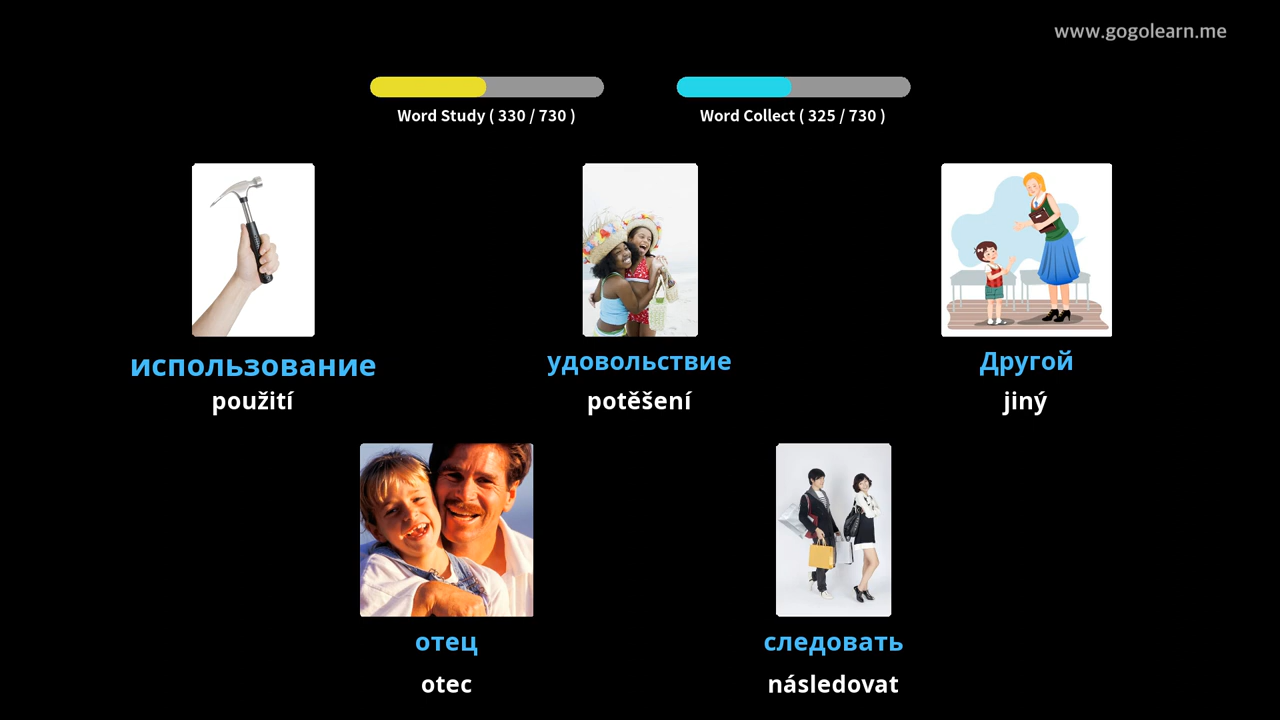 www.gogolearn.me
Word Study ( 330 / 730 )
Word Collect ( 325 / 730 )
использование
удовольствие
Другой
použití
potěšení
jiný
отец
следовать
otec
následovat